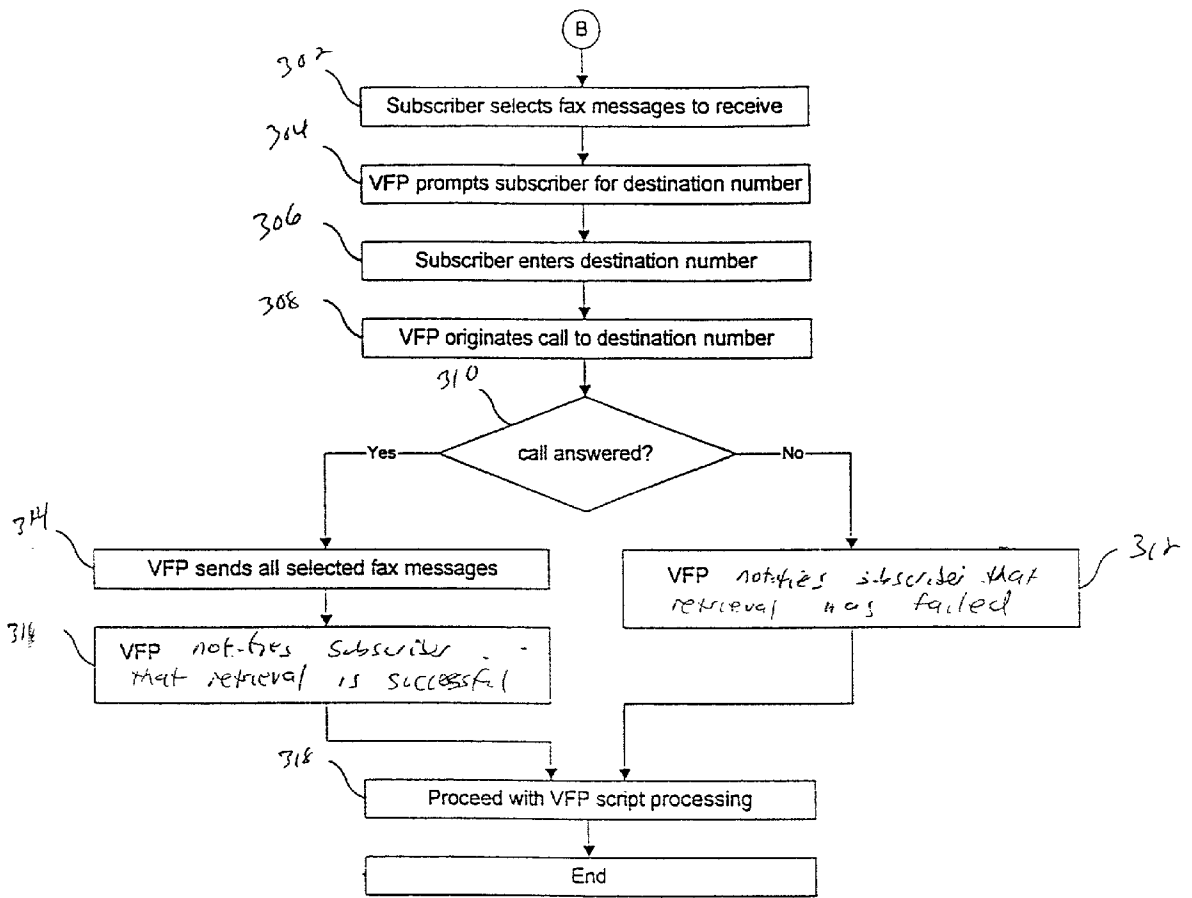 B
302
Subscriber selects fax messages to receive
304
VFP prompts subscriber for destination number
306
Subscriber enters destination number
308
VFP originates call to destination number
310
call answered?
Yes
No
314
VFP sends all selected fax messages
312
VFP notifies subscriber that
retrieval has failed
316
VFP notifies subscriber
that retrieval is successful
318
Proceed with VFP script processing
End